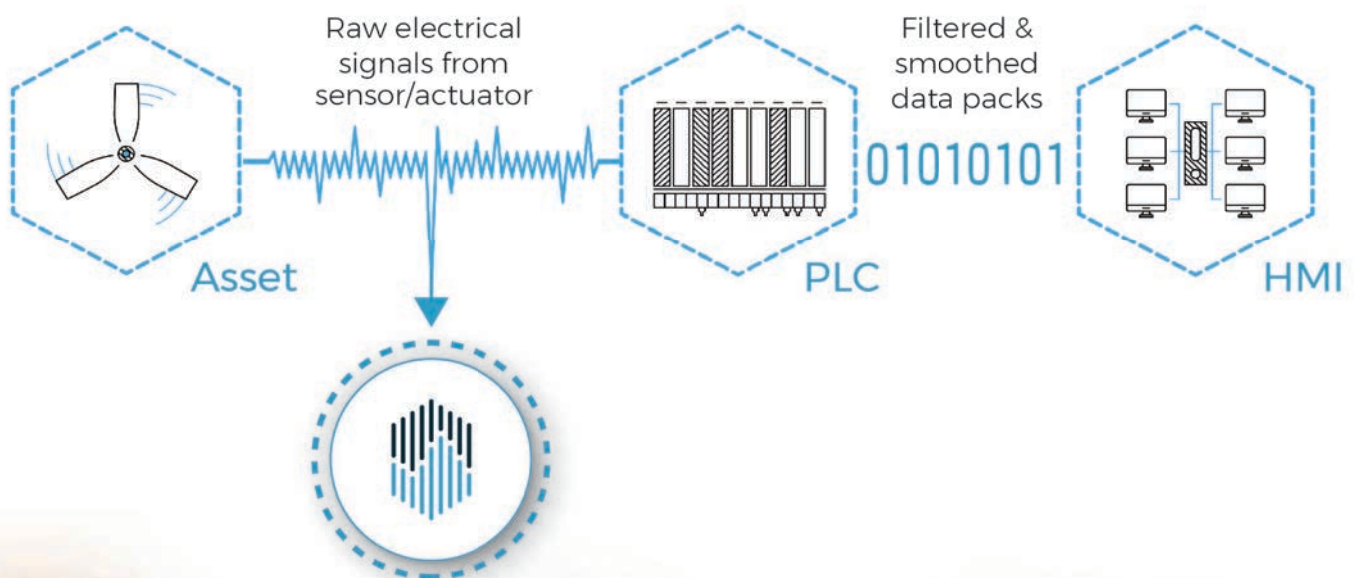 Raw electrical
signals from
sensor/actuator
Filtered &
smoothed
data packs
01010101
Asset
PLC
HMI